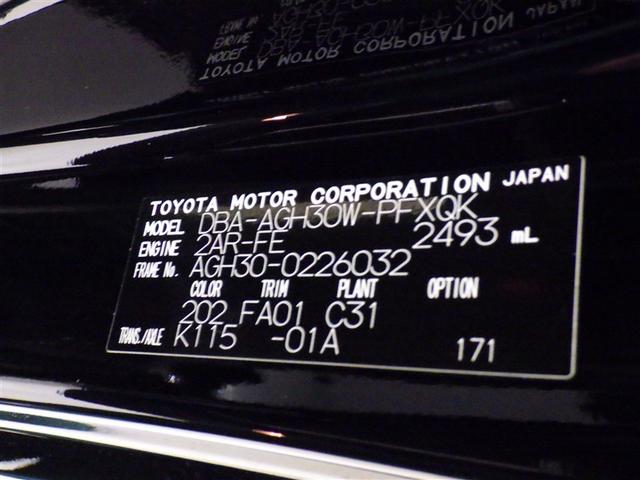 TOYOTA MOTOR CORPORATION JAPAN
MODEL DBA-AGH30W-PFXQK
ENGINE 2AR-FE 2493 mL
FRAME No. AGH30-0226032
COLOR TRIM PLANT OPTION
202 FA01 C31
TRANS./AXLE K115 -01A 171